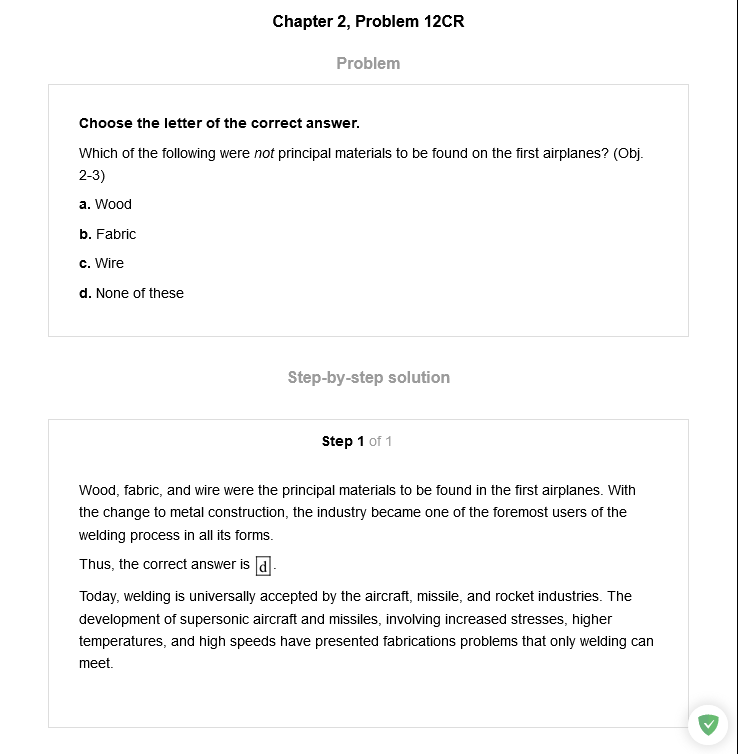 Chapter 2, Problem 12CR
Problem
Choose the letter of the correct answer.
Which of the following were not principal materials to be found on the first airplanes? (Obj.
2-3)
a. Wood
b. Fabric
c. Wire
d. None of these
Step-by-step solution
Step 1 of 1
Wood, fabric, and wire were the principal materials to be found in the first airplanes. With
the change to metal construction, the industry became one of the foremost users of the
welding process in all its forms.
Thus, the correct answer is d.
Today, welding is universally accepted by the aircraft, missile, and rocket industries. The
development of supersonic aircraft and missiles, involving increased stresses, higher
temperatures, and high speeds have presented fabrications problems that only welding can
meet.